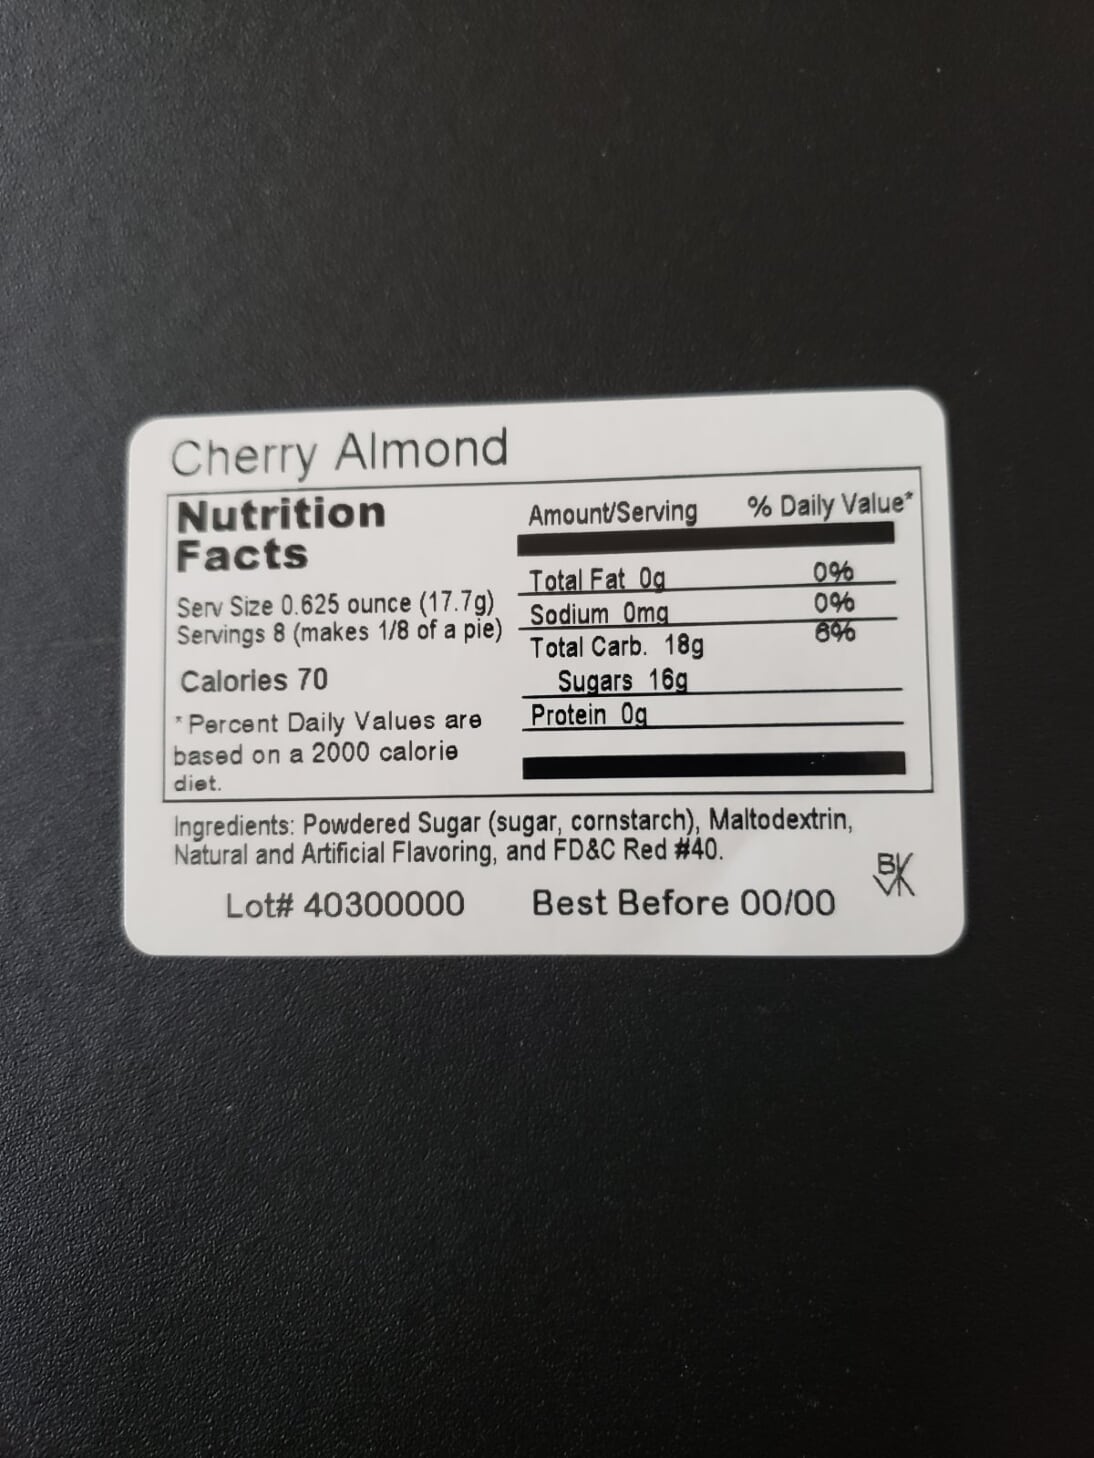 Cherry Almond
Nutrition
Facts
Serv Size 0.625 ounce (17.7g)
Servings 8 (makes 1/8 of a pie)
Calories 70
* Percent Daily Values are
based on a 2000 calorie
diet.
Amount/Serving % Daily Value*
Total Fat 0g 0%
Sodium 0mg 0%
Total Carb. 18g 6%
Sugars 16g
Protein 0g
Ingredients: Powdered Sugar (sugar, cornstarch), Maltodextrin,
Natural and Artificial Flavoring, and FD&C Red #40.
Lot# 40300000 Best Before 00/00
BK